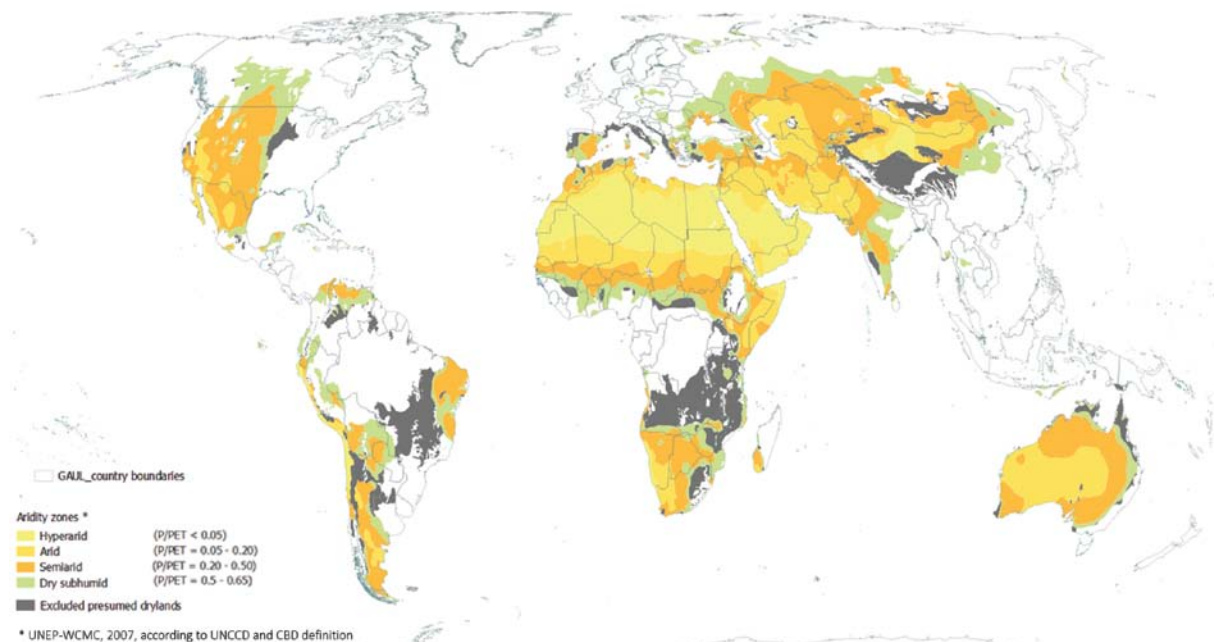 GAUL_country boundaries
Aridity zones *
Hyperarid (P/PET < 0.05)
Arid (P/PET = 0.05 - 0.20)
Semiarid (P/PET = 0.20 - 0.50)
Dry subhumid (P/PET = 0.5 - 0.65)
Excluded presumed drylands
* UNEP-WCMC, 2007, according to UNCCD and CBD definition